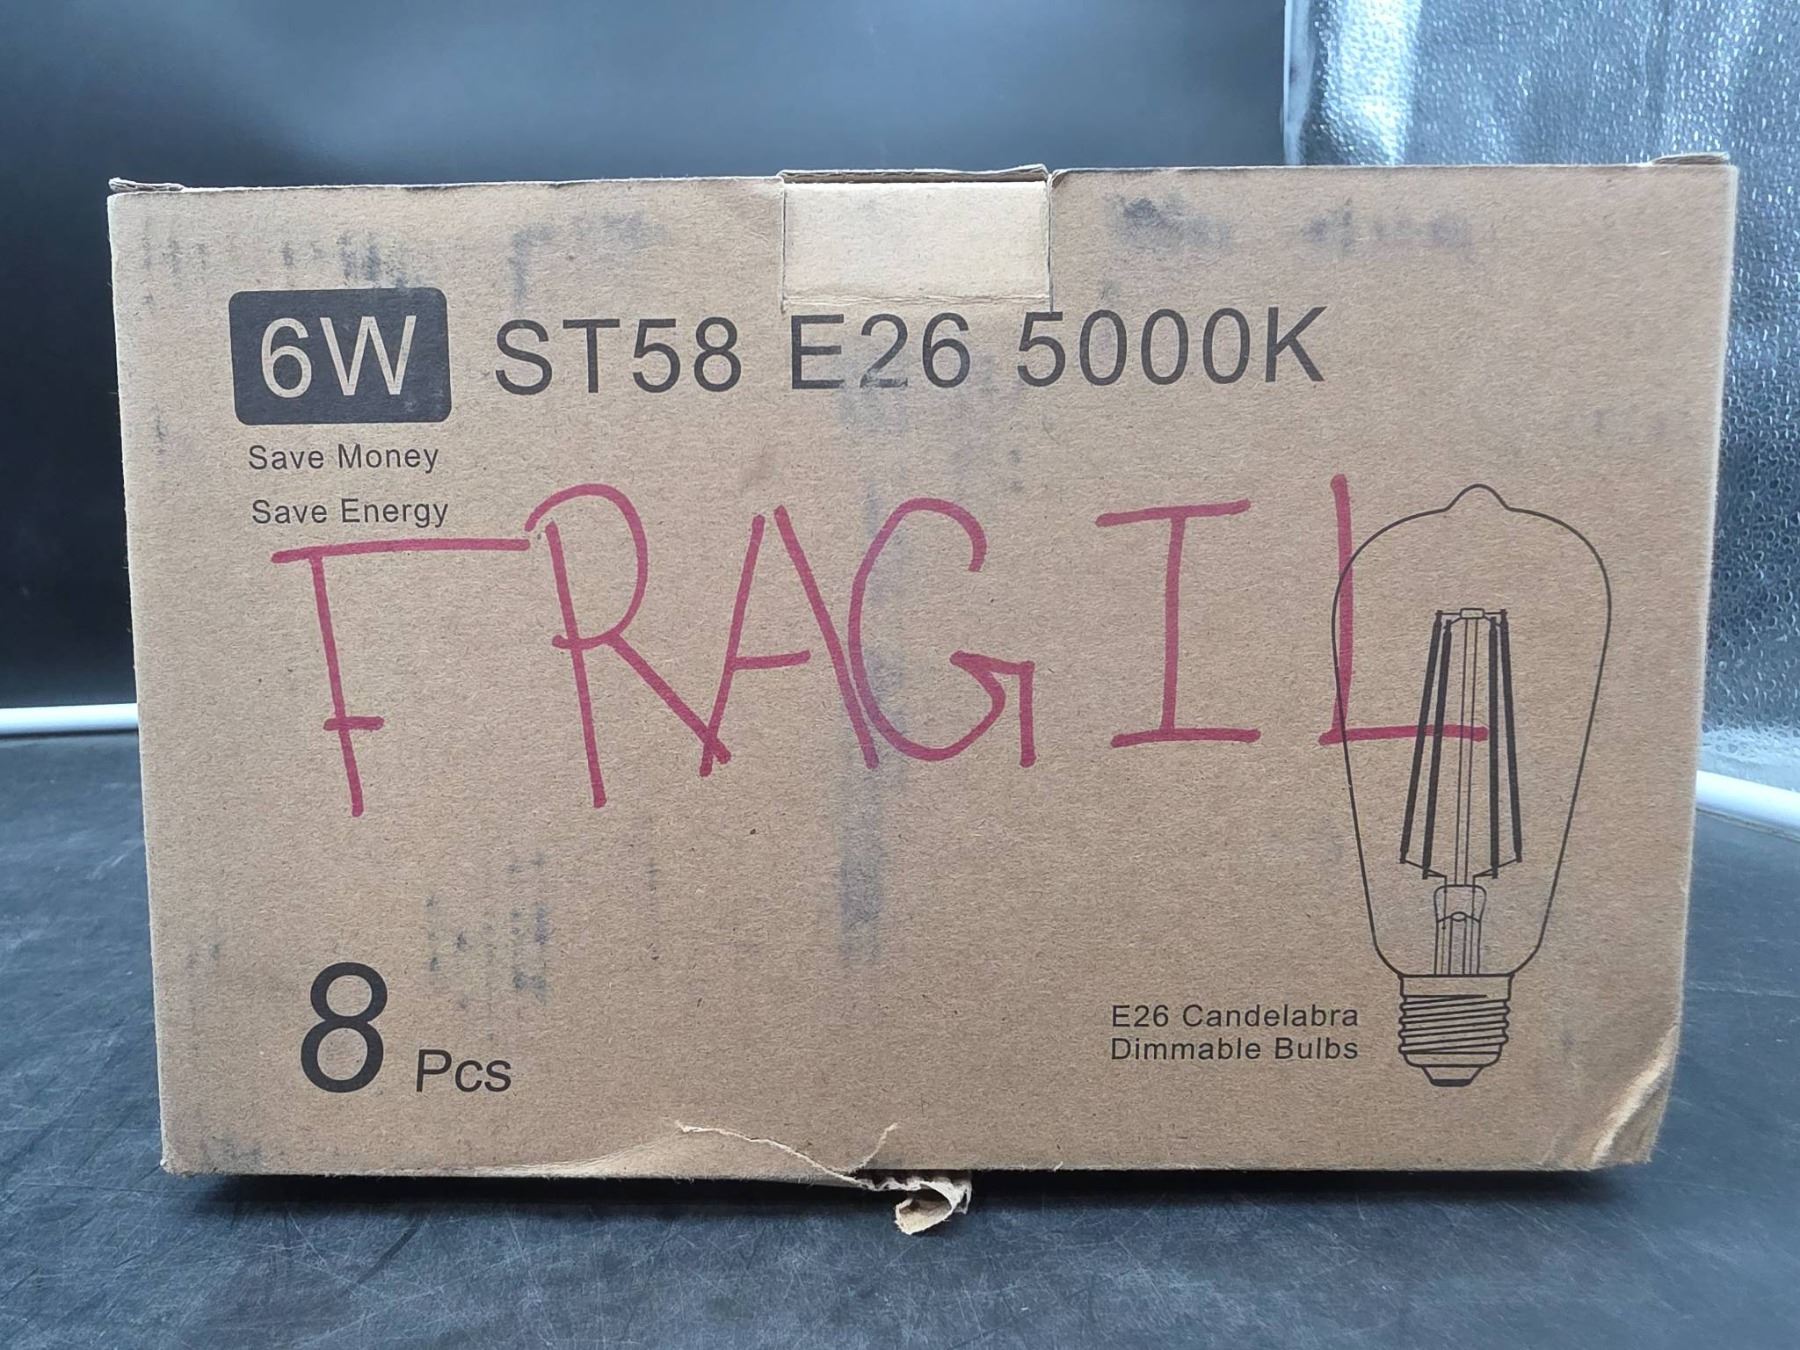 6W ST58 E26 5000K
Save Money
Save Energy
FRAGIL
8 Pcs
E26 Candelabra
Dimmable Bulbs